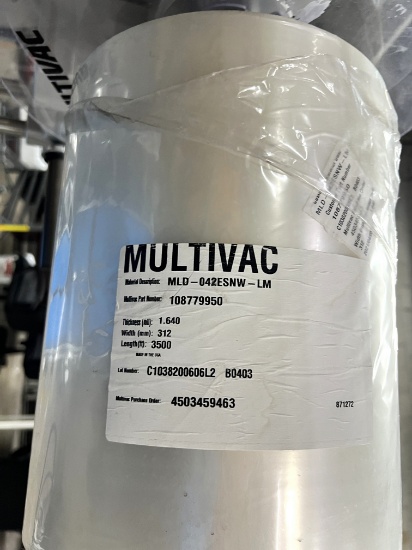 MULTIVAC
MULTIVAC
Material Description: MLD-042ESNW-LM
Multivac Part Number: 108779950
Thickness (mil): 1.640
Width (mm): 312
Length(ft): 3500
MADE IN THE USA
Lot Number: C1038200606L2 B0403
Multivac Purchase Order: 4503459463
871272